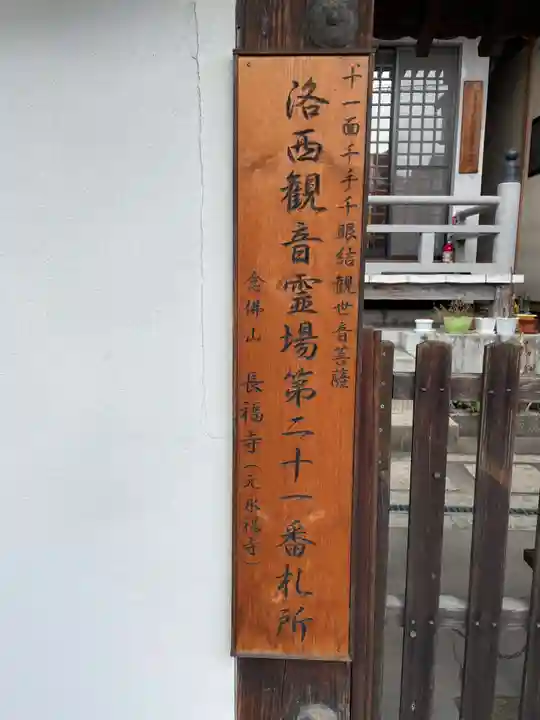 十一面千手千眼結観世音菩薩
洛西観音霊場第二十一番札所
念佛山 長福寺(元永福寺)